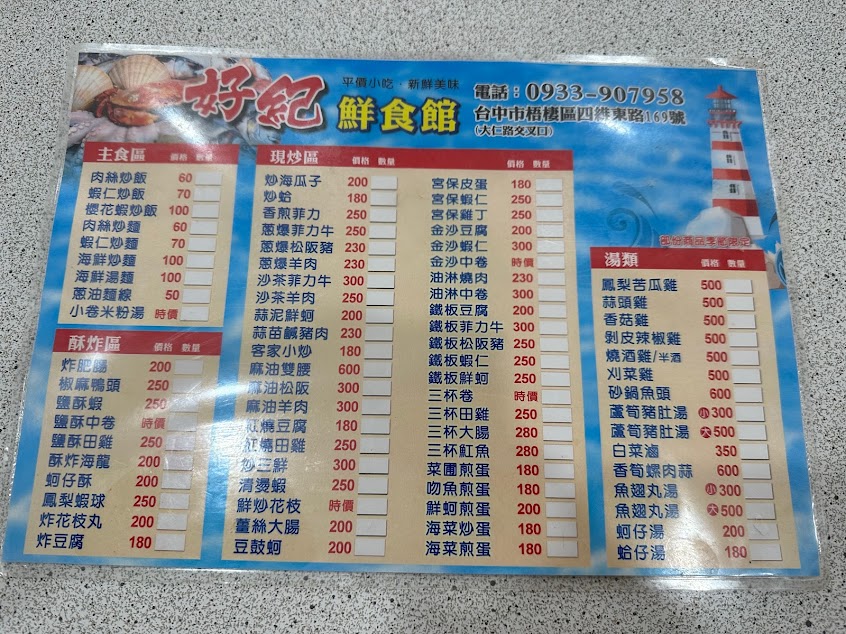 好紀
平價小吃．新鮮美味
鮮食館
電話：0933-907958
台中市梧棲區四維東路169號
(大仁路交叉口)
主食區 價格 數量
肉絲炒飯 60
蝦仁炒飯 70
櫻花蝦炒飯 100
肉絲炒麵 60
蝦仁炒麵 70
海鮮炒麵 100
海鮮湯麵 100
蔥油麵線 50
小卷米粉湯 時價
酥炸區 價格 數量
炸肥腸 200
椒麻鴨頭 250
鹽酥蝦 250
鹽酥中卷 時價
鹽酥田雞 250
酥炸海龍 200
蚵仔酥 200
鳳梨蝦球 250
炸花枝丸 200
炸豆腐 180
現炒區 價格 數量 價格 數量
炒海瓜子 200
炒蛤 180
香煎菲力 250
蔥爆菲力牛 250
蔥爆松阪豬 230
蔥爆羊肉 230
沙茶菲力牛 300
沙茶羊肉 250
蒜泥鮮蚵 200
蒜苗鹹豬肉 230
客家小炒 180
麻油雙腰 600
麻油松阪 300
麻油羊肉 300
紅燒豆腐 180
紅燒田雞 250
炒三鮮 300
清燙蝦 250
鮮炒花枝 時價
薑絲大腸 200
豆鼓蚵 200
宮保皮蛋 180
宮保蝦仁 250
宮保雞丁 250
金沙豆腐 200
金沙蝦仁 300
金沙中卷 時價
油淋燒肉 230
油淋中卷 300
鐵板豆腐 200
鐵板菲力牛 300
鐵板松阪豬 250
鐵板蝦仁 250
鐵板鮮蚵 250
三杯卷 時價
三杯田雞 250
三杯大腸 280
三杯魟魚 280
菜圃煎蛋 180
吻魚煎蛋 200
鮮蚵煎蛋 200
海菜炒蛋 180
海菜煎蛋 180
湯類 價格 數量
鳳梨苦瓜雞 500
蒜頭雞 500
香菇雞 500
剝皮辣椒雞 500
燒酒雞/半酒 500
刈菜雞 500
砂鍋魚頭 600
蘆筍豬肚湯 小300
蘆筍豬肚湯 大500
白菜滷 350
香筍螺肉蒜 600
魚翅丸湯 小300
魚翅丸湯 大500
蚵仔湯 200
蛤仔湯 180